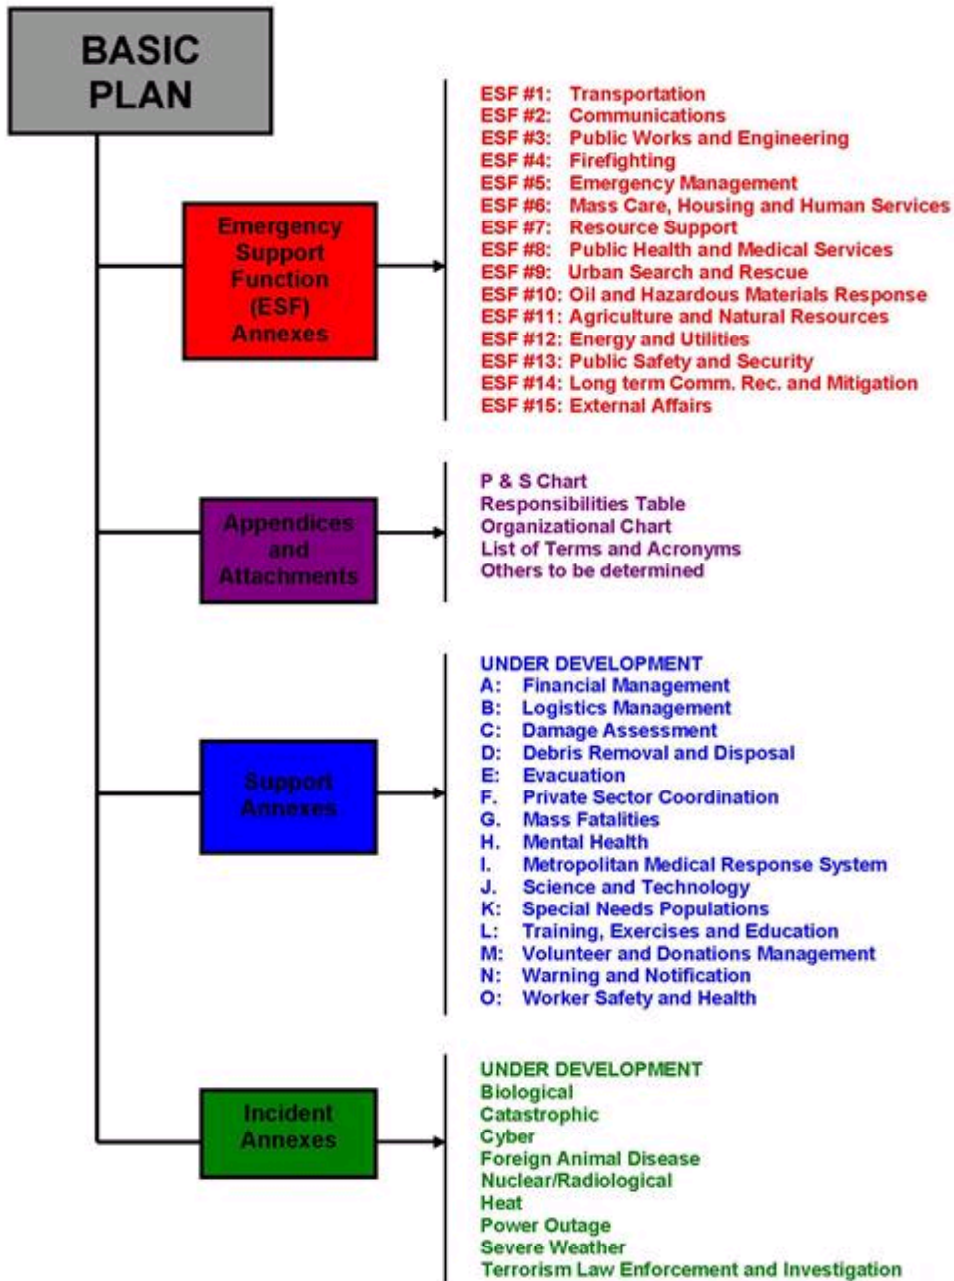 BASIC
PLAN
Emergency
Support
Function
(ESF)
Annexes
ESF #1: Transportation
ESF #2: Communications
ESF #3: Public Works and Engineering
ESF #4: Firefighting
ESF #5: Emergency Management
ESF #6: Mass Care, Housing and Human Services
ESF #7: Resource Support
ESF #8: Public Health and Medical Services
ESF #9: Urban Search and Rescue
ESF #10: Oil and Hazardous Materials Response
ESF #11: Agriculture and Natural Resources
ESF #12: Energy and Utilities
ESF #13: Public Safety and Security
ESF #14: Long term Comm. Rec. and Mitigation
ESF #15: External Affairs
Appendices
and
Attachments
P & S Chart
Responsibilities Table
Organizational Chart
List of Terms and Acronyms
Others to be determined
Support
Annexes
UNDER DEVELOPMENT
A: Financial Management
B: Logistics Management
C: Damage Assessment
D: Debris Removal and Disposal
E: Evacuation
F. Private Sector Coordination
G. Mass Fatalities
H. Mental Health
I. Metropolitan Medical Response System
J. Science and Technology
K: Special Needs Populations
L: Training, Exercises and Education
M: Volunteer and Donations Management
N: Warning and Notification
O: Worker Safety and Health
Incident
Annexes
UNDER DEVELOPMENT
Biological
Catastrophic
Cyber
Foreign Animal Disease
Nuclear/Radiological
Heat
Power Outage
Severe Weather
Terrorism Law Enforcement and Investigation